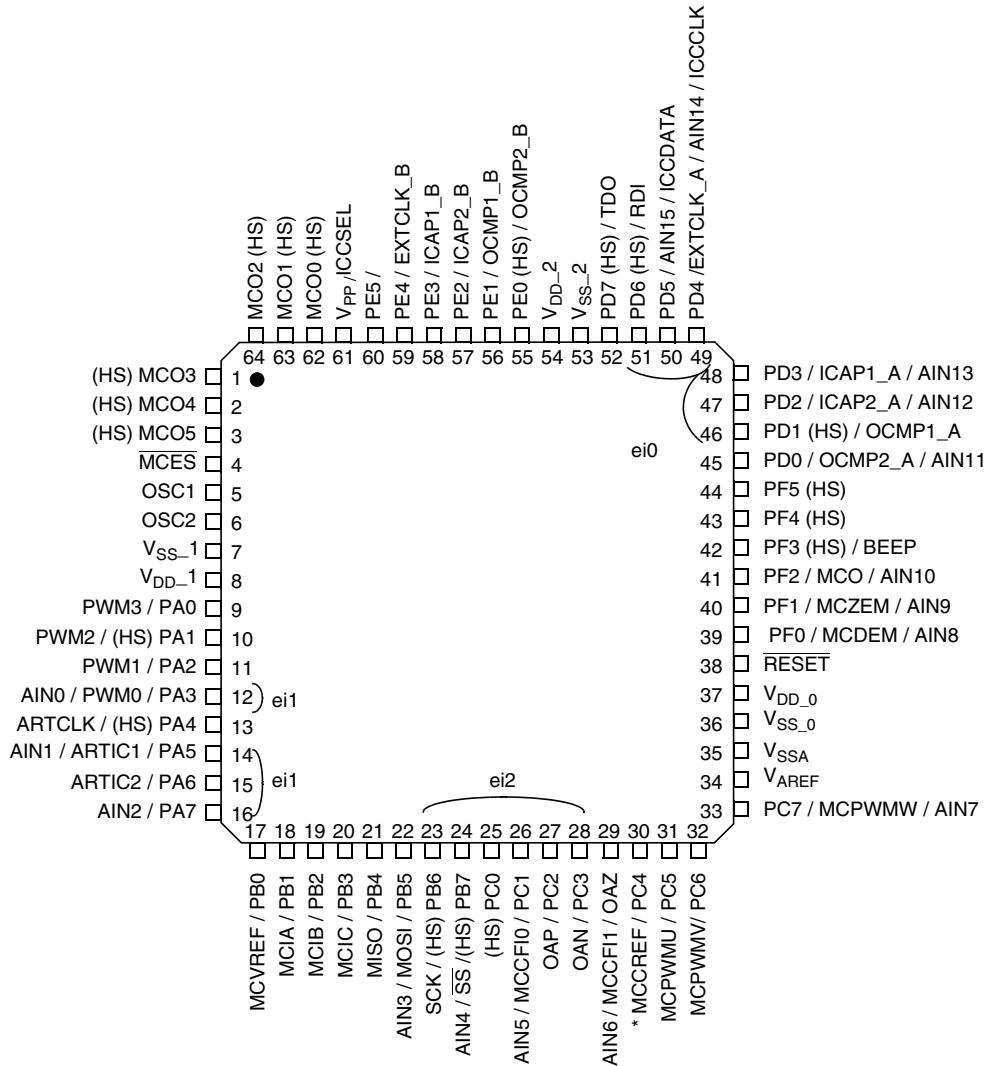 MCO2 (HS)
MCO1 (HS)
MCO0 (HS)
VPP /ICCSEL
PE5 /
PE4 / EXTCLK_B
PE3 / ICAP1_B
PE2 / ICAP2_B
PE1 / OCMP1_B
PE0 (HS) / OCMP2_B
VDD_2
VSS_2
PD7 (HS) / TDO
PD6 (HS) / RDI
PD5 / AIN15 / ICCDATA
PD4 /EXTCLK_A / AIN14 / ICCCLK
64 63 62 61 60 59 58 57 56 55 54 53 52 51 50 49
(HS) MCO3 1
(HS) MCO4 2
(HS) MCO5 3
MCES 4
OSC1 5
OSC2 6
VSS_1 7
VDD_1 8
PWM3 / PA0 9
PWM2 / (HS) PA1 10
PWM1 / PA2 11
AIN0 / PWM0 / PA3 12
ei1
ARTCLK / (HS) PA4 13
AIN1 / ARTIC1 / PA5 14
ARTIC2 / PA6 15
ei1
AIN2 / PA7 16
48 PD3 / ICAP1_A / AIN13
47 PD2 / ICAP2_A / AIN12
46 PD1 (HS) / OCMP1_A
ei0
45 PD0 / OCMP2_A / AIN11
44 PF5 (HS)
43 PF4 (HS)
42 PF3 (HS) / BEEP
41 PF2 / MCO / AIN10
40 PF1 / MCZEM / AIN9
39 PF0 / MCDEM / AIN8
38 RESET
37 VDD_0
36 VSS_0
35 VSSA
34 VAREF
33 PC7 / MCPWMW / AIN7
ei2
17 18 19 20 21 22 23 24 25 26 27 28 29 30 31 32
MCVREF / PB0
MCIA / PB1
MCIB / PB2
MCIC / PB3
MISO / PB4
AIN3 / MOSI / PB5
SCK / (HS) PB6
AIN4 / SS /(HS) PB7
(HS) PC0
AIN5 / MCCFI0 / PC1
OAP / PC2
OAN / PC3
AIN6 / MCCFI1 / OAZ
* MCCREF / PC4
MCPWMU / PC5
MCPWMV/ PC6